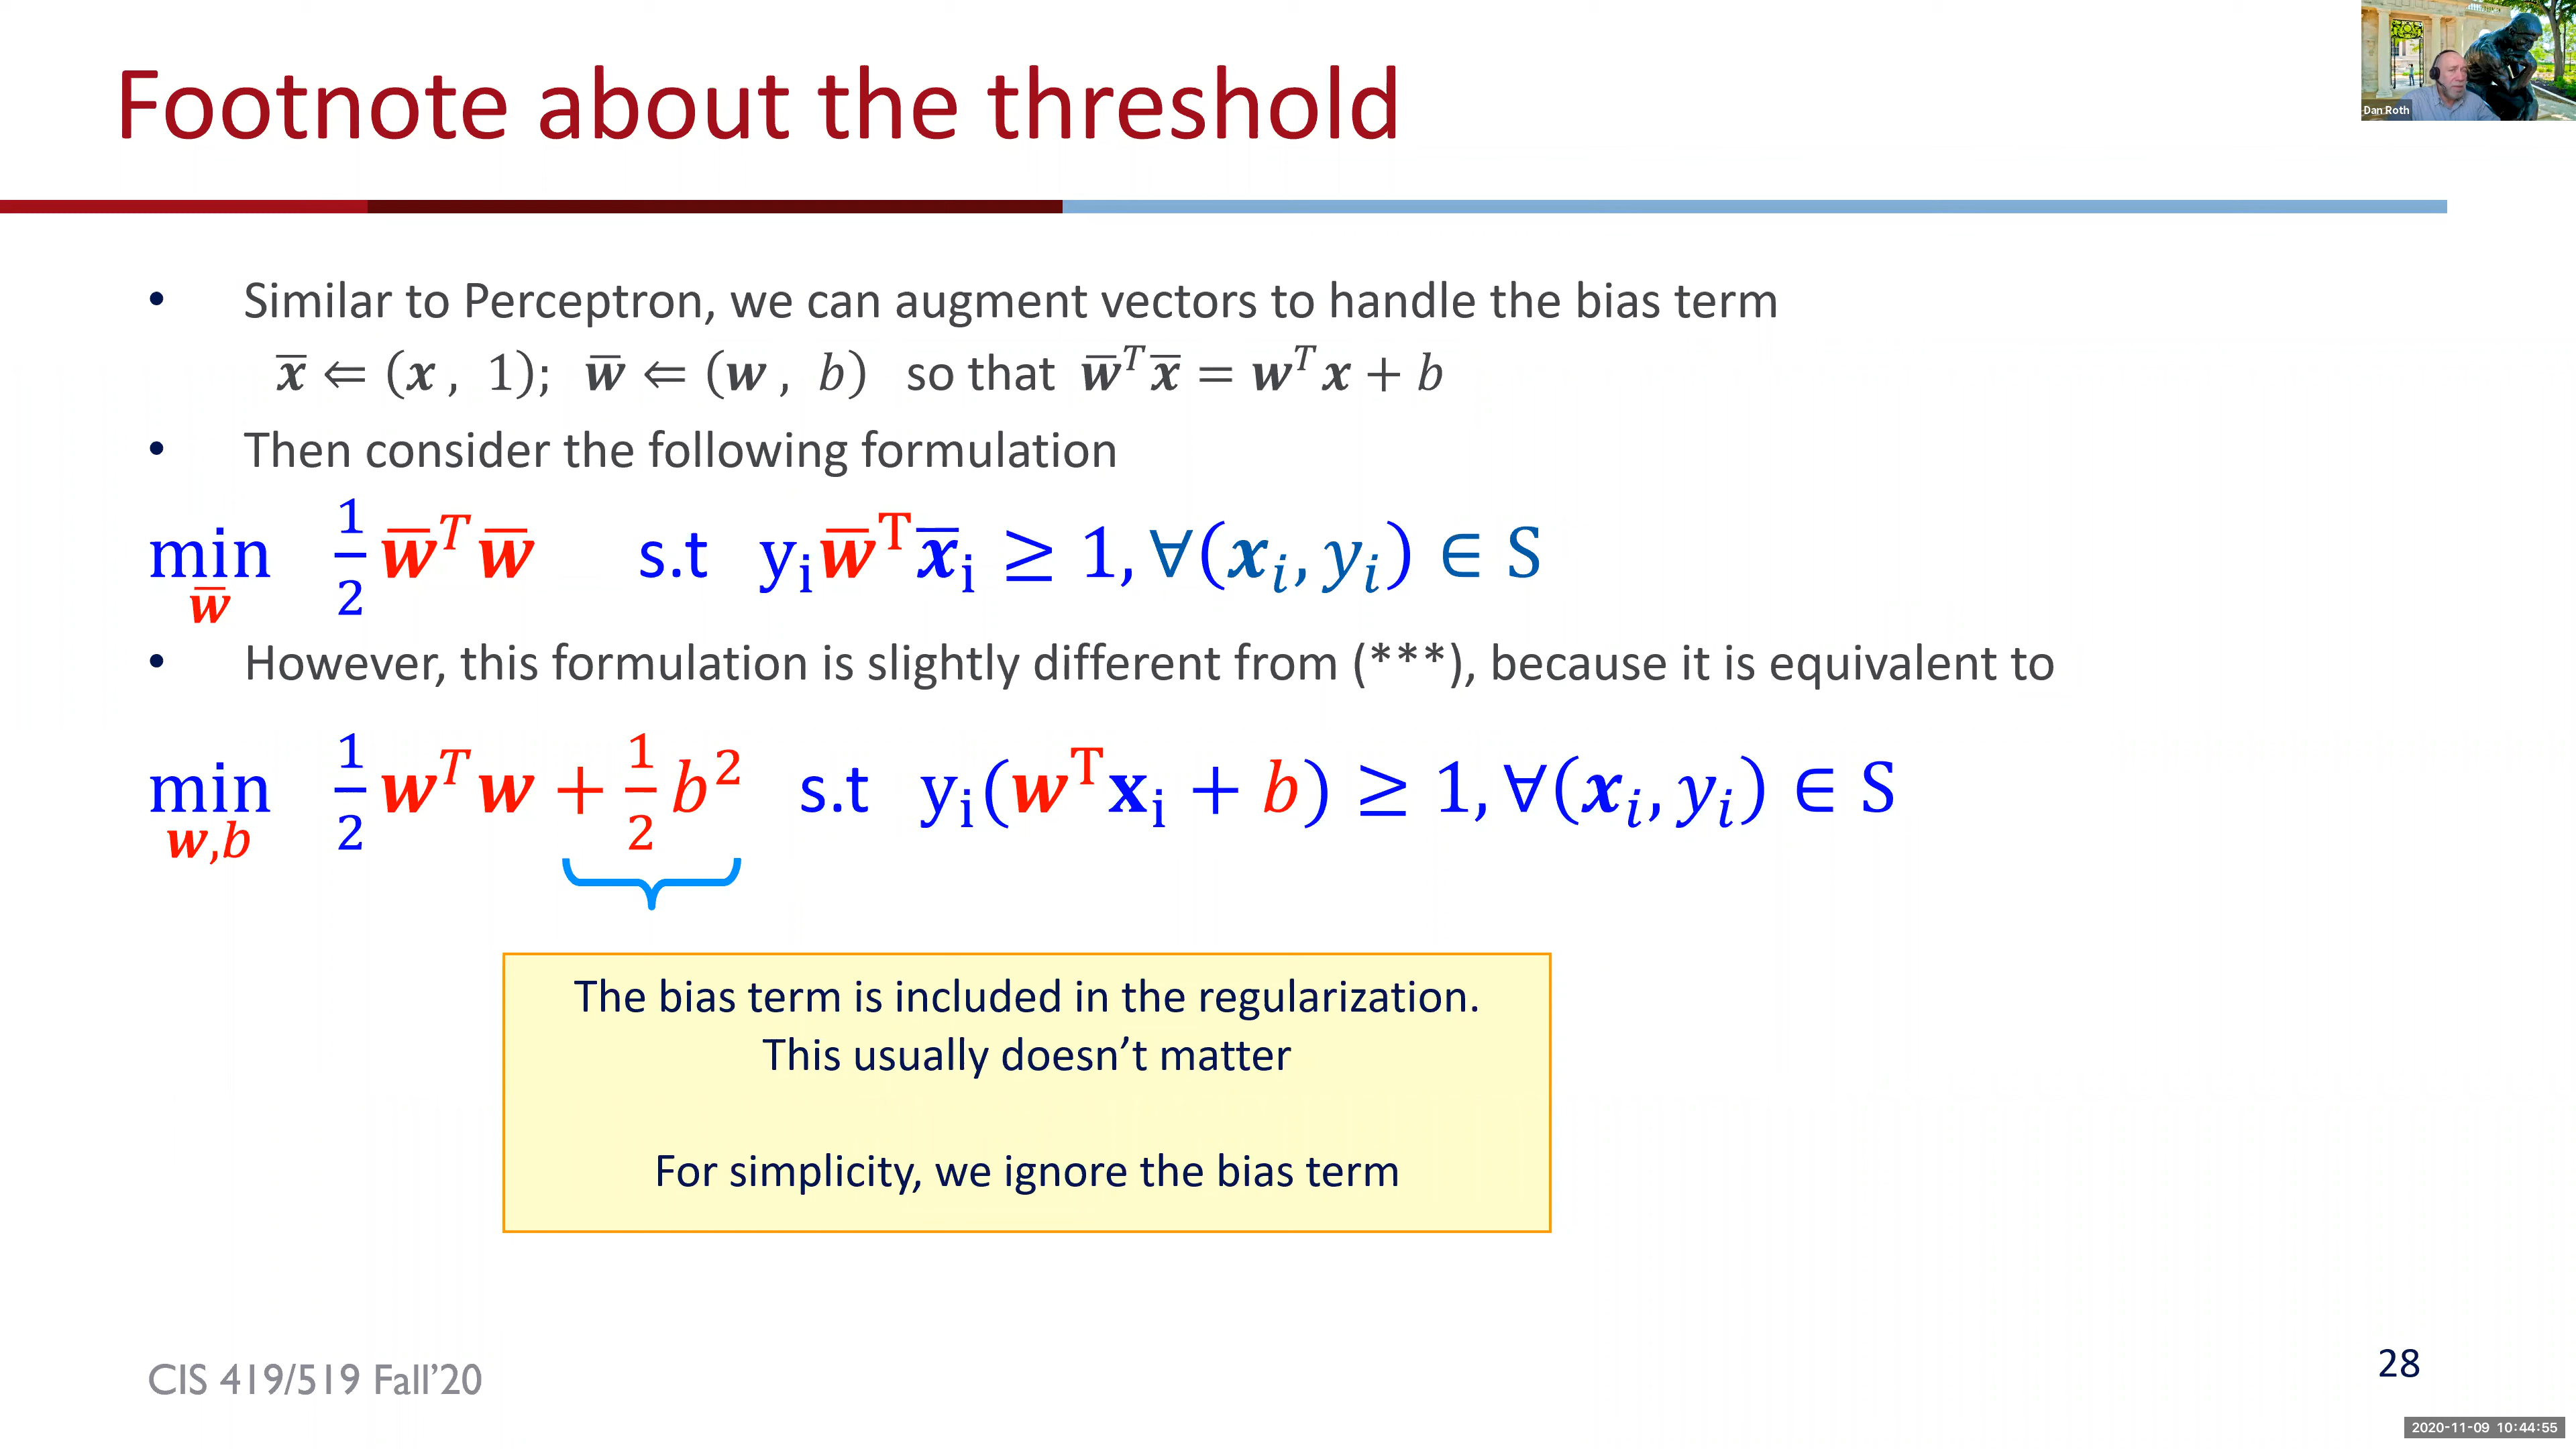 Footnote about the threshold
Dan Roth
• Similar to Perceptron, we can augment vectors to handle the bias term
x̅ ⇐ (x , 1); w̅ ⇐ (w , b) so that w̅ᵀx̅ = wᵀx + b
• Then consider the following formulation
min_w̅ 1/2 w̅ᵀw̅ s.t yᵢw̅ᵀx̅ᵢ ≥ 1, ∀(xᵢ, yᵢ) ∈ S
• However, this formulation is slightly different from (***), because it is equivalent to
min_w,b 1/2 wᵀw + 1/2 b² s.t yᵢ(wᵀxᵢ + b) ≥ 1, ∀(xᵢ, yᵢ) ∈ S
The bias term is included in the regularization.
This usually doesn’t matter
For simplicity, we ignore the bias term
CIS 419/519 Fall’20
28
2020-11-09 10:44:55